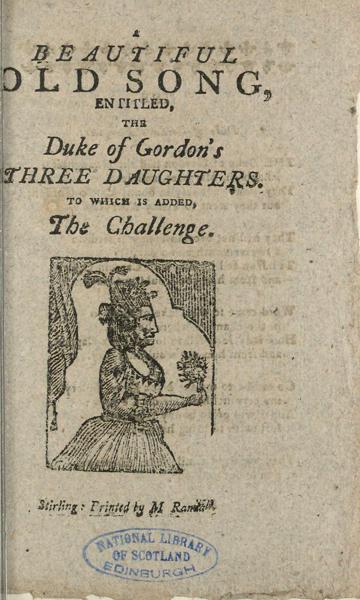 A
BEAUTIFUL
OLD SONG,
ENTITLED,
THE
Duke of Gordon's
THREE DAUGHTERS.
TO WHICH IS ADDED,
The Challenge.
Stirling: Printed by M Randall.
NATIONAL LIBRARY
OF SCOTLAND
EDINBURGH